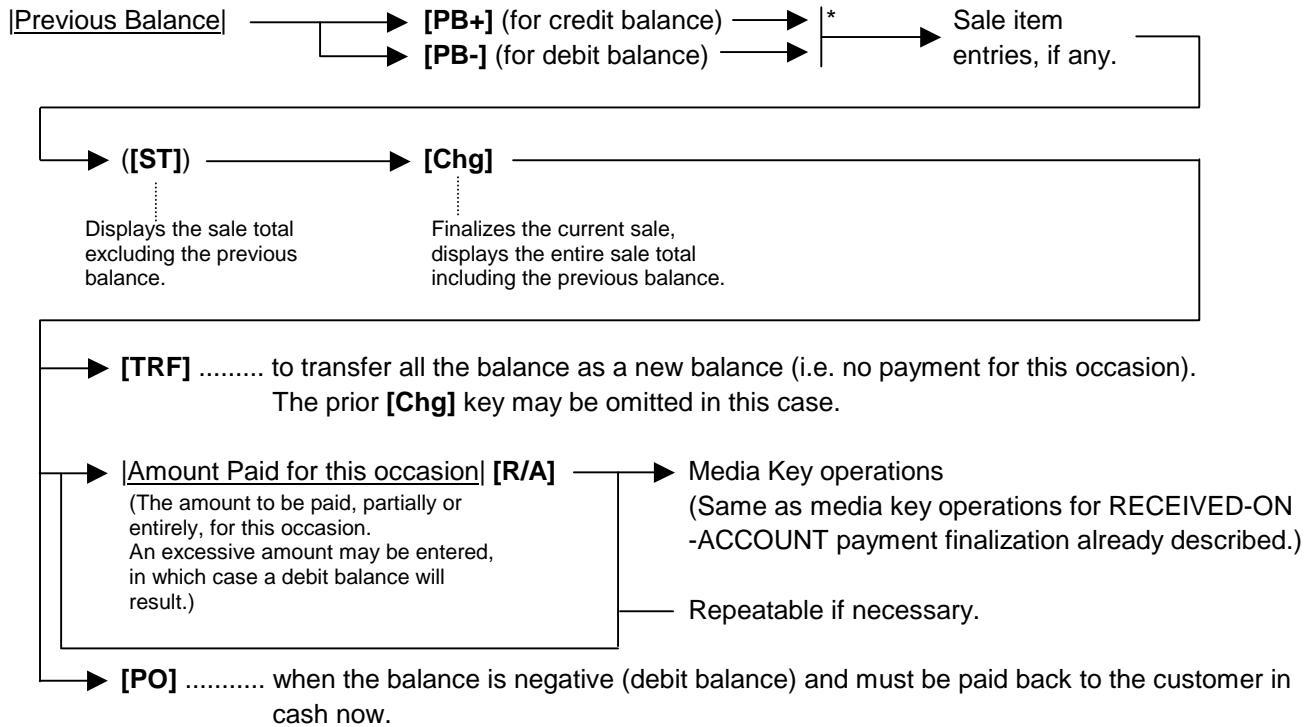 |Previous Balance| [PB+] (for credit balance) * Sale item
[PB-] (for debit balance) entries, if any.
([ST]) [Chg]
Displays the sale total
excluding the previous
balance.
Finalizes the current sale,
displays the entire sale total
including the previous balance.
[TRF] ......... to transfer all the balance as a new balance (i.e. no payment for this occasion).
The prior [Chg] key may be omitted in this case.
|Amount Paid for this occasion| [R/A] Media Key operations
(The amount to be paid, partially or
entirely, for this occasion.
An excessive amount may be entered,
in which case a debit balance will
result.)
(Same as media key operations for RECEIVED-ON
-ACCOUNT payment finalization already described.)
Repeatable if necessary.
[PO] ........... when the balance is negative (debit balance) and must be paid back to the customer in
cash now.